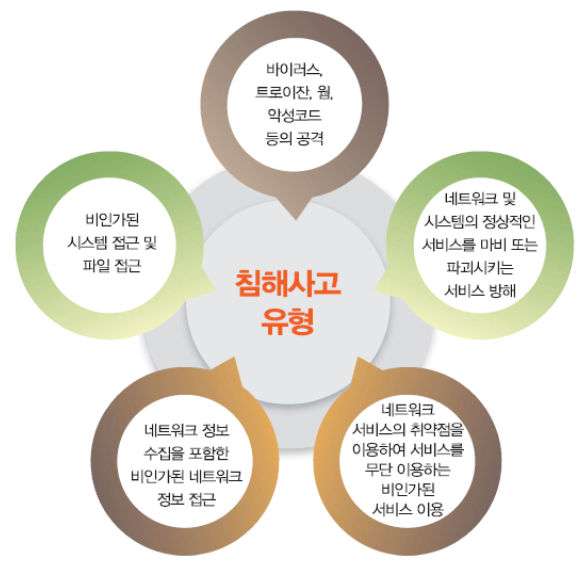 바이러스,
트로이잔, 웜,
악성코드
등의 공격
비인가된
시스템 접근 및
파일 접근
네트워크 및
시스템의 정상적인
서비스를 마비 또는
파괴시키는
서비스 방해
침해사고
유형
네트워크 정보
수집을 포함한
비인가된 네트워크
정보 접근
네트워크
서비스의 취약점을
이용하여 서비스를
무단 이용하는
비인가된
서비스 이용